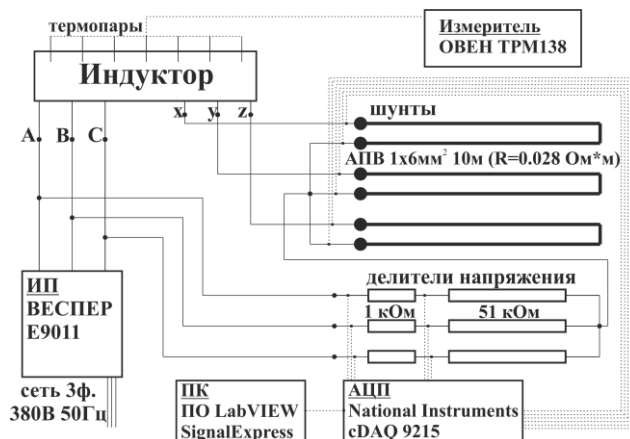 термопары
Измеритель
ОВЕН ТРМ138
Индуктор
x y z
A B C
шунты
АПВ 1х6мм² 10м (R=0.028 Ом*м)
ИП
ВЕСПЕР
Е9011
делители напряжения
1 кОм 51 кОм
сеть 3ф.
380В 50Гц
ПК
ПО LabVIEW
SignalExpress
АЦП
National Instruments
cDAQ 9215